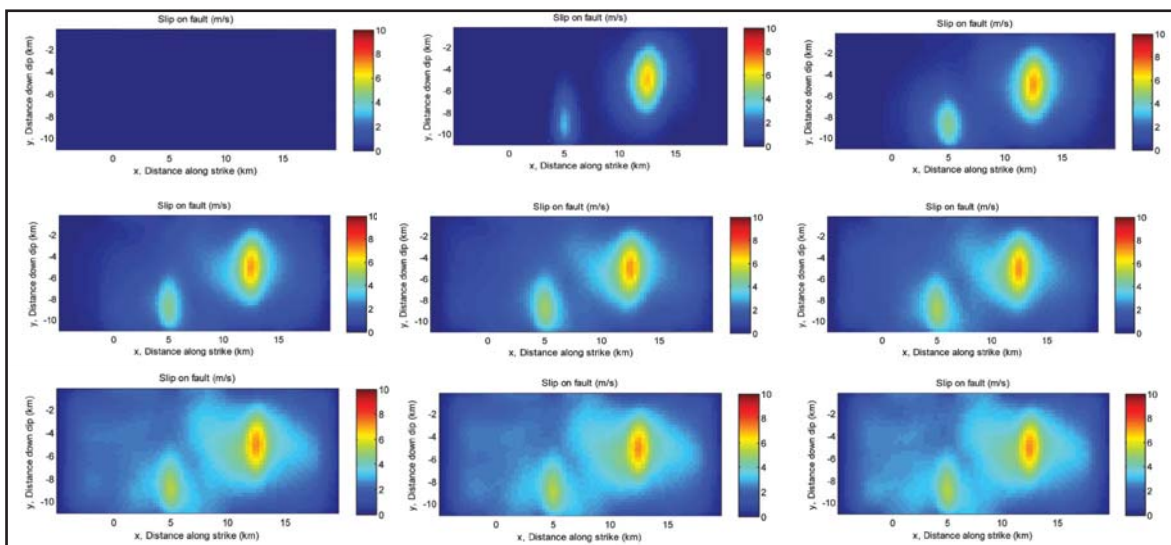 Slip on fault (m/s)
y, Distance down dip (km)
-2
-4
-6
-8
-10
0 5 10 15
x, Distance along strike (km)
10
8
6
4
2
0
Slip on fault (m/s)
y, Distance down dip (km)
-2
-4
-6
-8
-10
0 5 10 15
x, Distance along strike (km)
10
8
6
4
2
0
Slip on fault (m/s)
y, Distance down dip (km)
-2
-4
-6
-8
-10
0 5 10 15
x, Distance along strike (km)
10
8
6
4
2
0
Slip on fault (m/s)
y, Distance down dip (km)
-2
-4
-6
-8
-10
0 5 10 15
x, Distance along strike (km)
10
8
6
4
2
0
Slip on fault (m/s)
y, Distance down dip (km)
-2
-4
-6
-8
-10
0 5 10 15
x, Distance along strike (km)
10
8
6
4
2
0
Slip on fault (m/s)
y, Distance down dip (km)
-2
-4
-6
-8
-10
0 5 10 15
x, Distance along strike (km)
10
8
6
4
2
0
Slip on fault (m/s)
y, Distance down dip (km)
-2
-4
-6
-8
-10
0 5 10 15
x, Distance along strike (km)
10
8
6
4
2
0
Slip on fault (m/s)
y, Distance down dip (km)
-2
-4
-6
-8
-10
0 5 10 15
x, Distance along strike (km)
10
8
6
4
2
0
Slip on fault (m/s)
y, Distance down dip (km)
-2
-4
-6
-8
-10
0 5 10 15
x, Distance along strike (km)
10
8
6
4
2
0